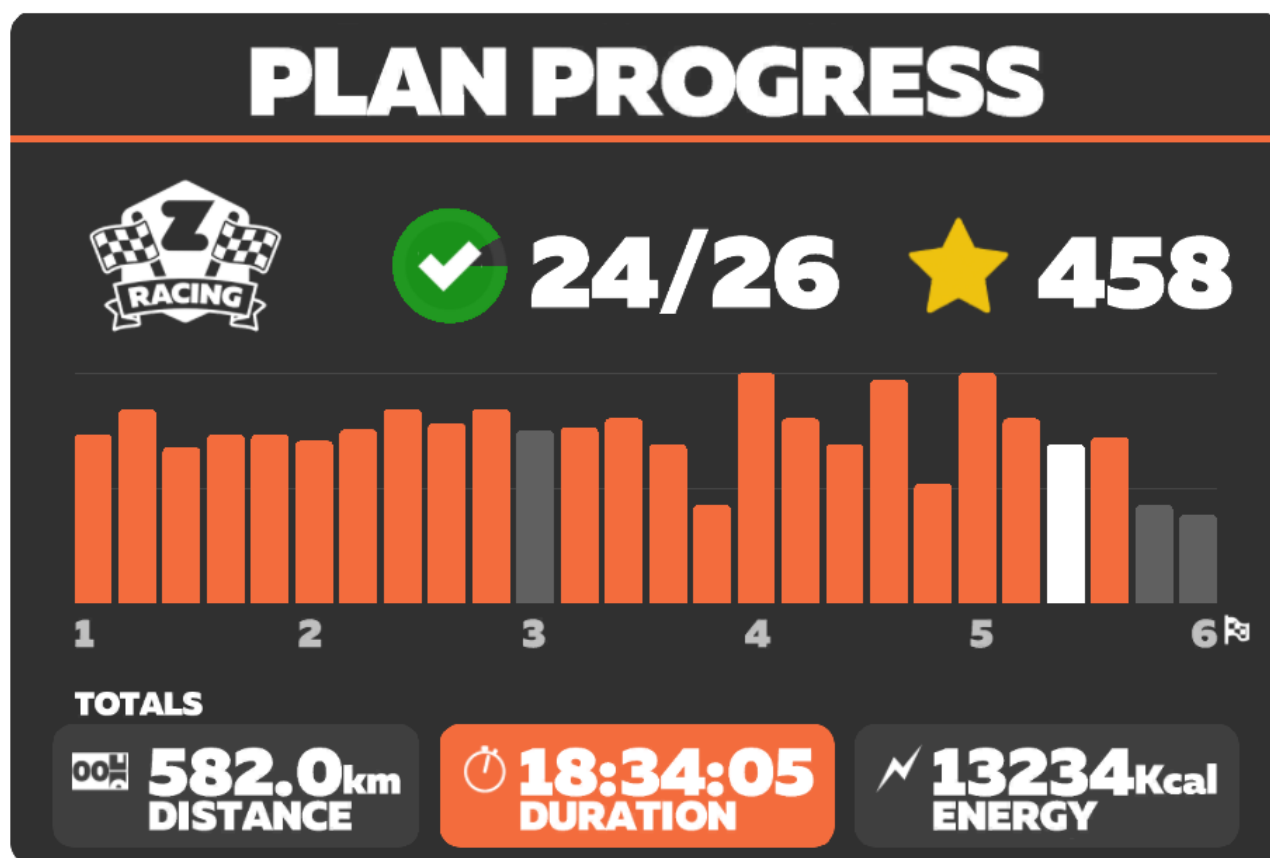 PLAN PROGRESS
Z
RACING
24/26
458
1 2 3 4 5 6
TOTALS
582.0km
DISTANCE
18:34:05
DURATION
13234Kcal
ENERGY